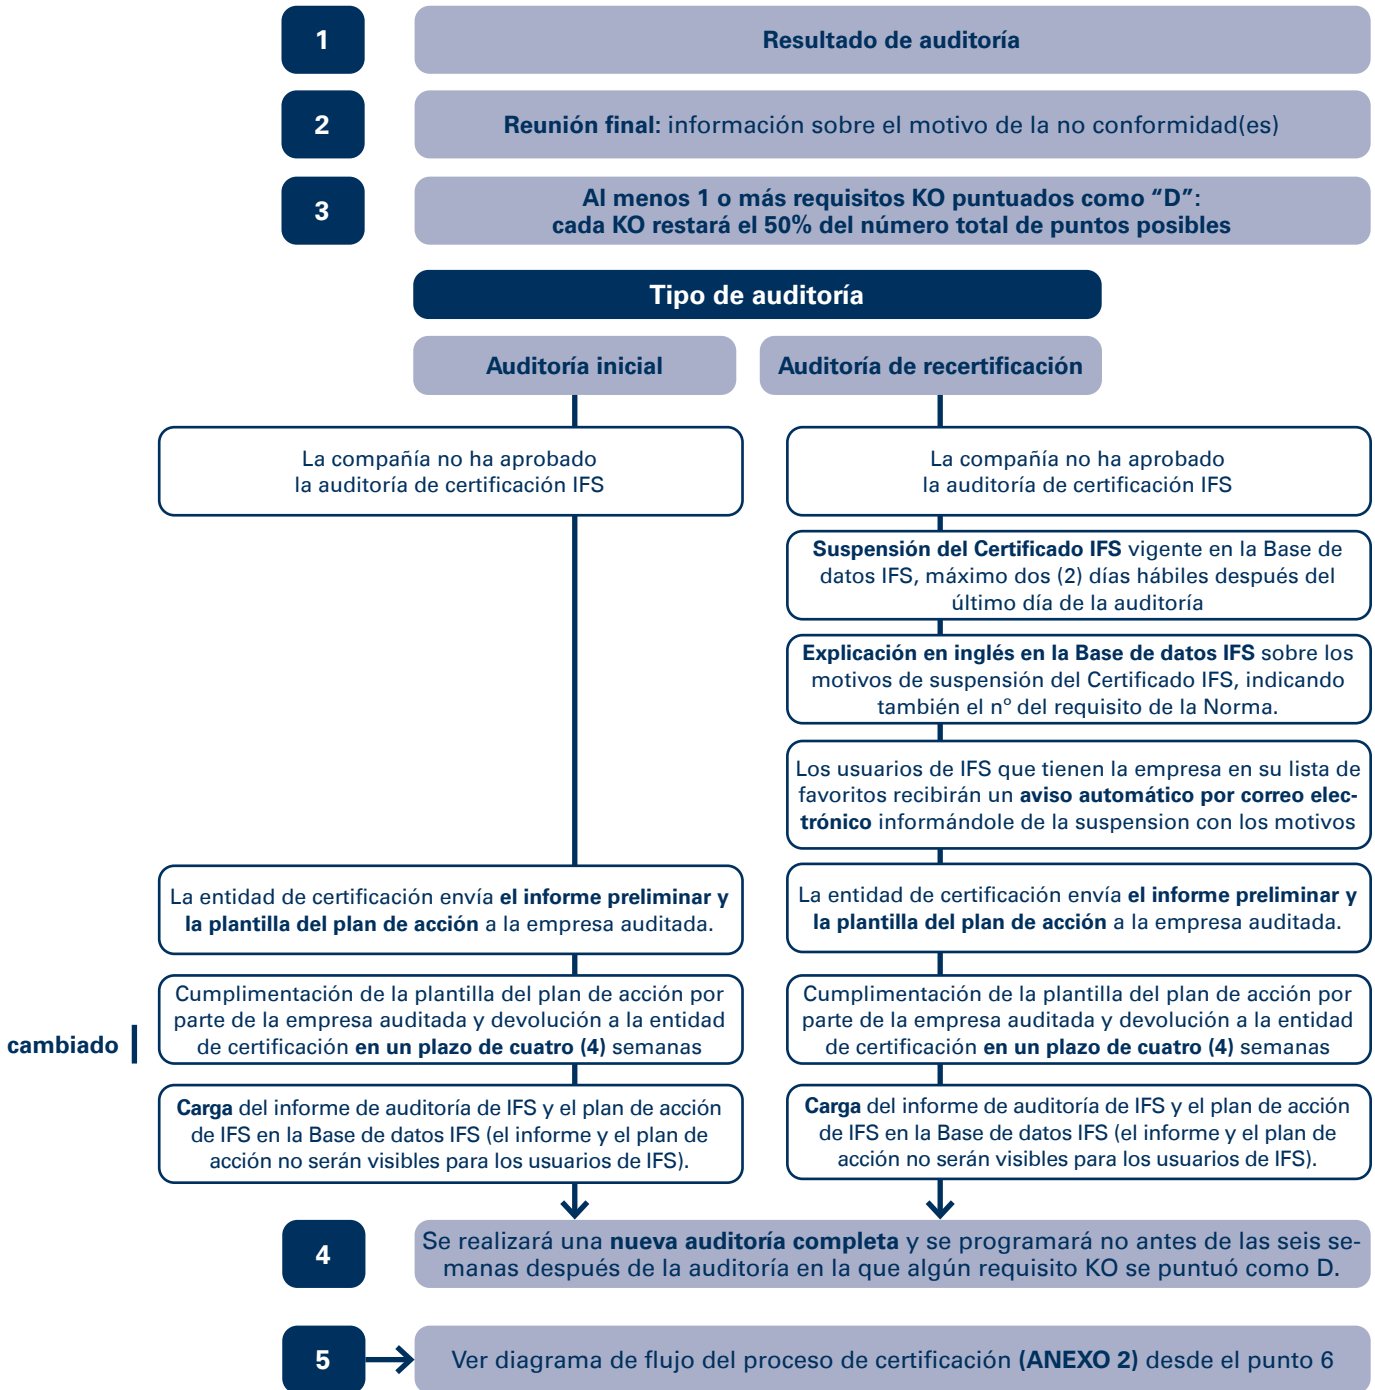 1
Resultado de auditoría
2
Reunión final: información sobre el motivo de la no conformidad(es)
3
Al menos 1 o más requisitos KO puntuados como “D”:
cada KO restará el 50% del número total de puntos posibles
Tipo de auditoría
Auditoría inicial
La compañía no ha aprobado
la auditoría de certificación IFS
La entidad de certificación envía el informe preliminar y
la plantilla del plan de acción a la empresa auditada.
cambiado
Cumplimentación de la plantilla del plan de acción por
parte de la empresa auditada y devolución a la entidad
de certificación en un plazo de cuatro (4) semanas
Carga del informe de auditoría de IFS y el plan de acción
de IFS en la Base de datos IFS (el informe y el plan de
acción no serán visibles para los usuarios de IFS).
Auditoría de recertificación
La compañía no ha aprobado
la auditoría de certificación IFS
Suspensión del Certificado IFS vigente en la Base de
datos IFS, máximo dos (2) días hábiles después del
último día de la auditoría
Explicación en inglés en la Base de datos IFS sobre los
motivos de suspensión del Certificado IFS, indicando
también el nº del requisito de la Norma.
Los usuarios de IFS que tienen la empresa en su lista de
favoritos recibirán un aviso automático por correo elec-
trónico informándole de la suspension con los motivos
La entidad de certificación envía el informe preliminar y
la plantilla del plan de acción a la empresa auditada.
Cumplimentación de la plantilla del plan de acción por
parte de la empresa auditada y devolución a la entidad
de certificación en un plazo de cuatro (4) semanas
Carga del informe de auditoría de IFS y el plan de acción
de IFS en la Base de datos IFS (el informe y el plan de
acción no serán visibles para los usuarios de IFS).
4
Se realizará una nueva auditoría completa y se programará no antes de las seis se-
manas después de la auditoría en la que algún requisito KO se puntuó como D.
5
Ver diagrama de flujo del proceso de certificación (ANEXO 2) desde el punto 6